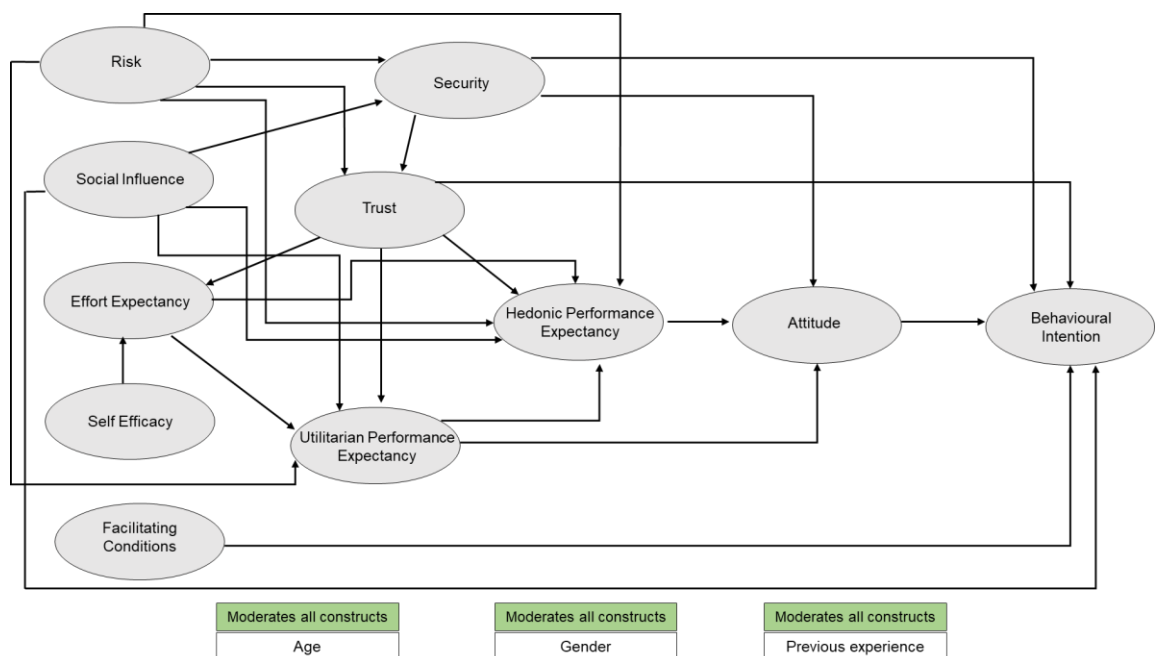 Risk
Security
Social Influence
Trust
Effort Expectancy
Hedonic Performance
Expectancy
Attitude
Behavioural
Intention
Self Efficacy
Utilitarian Performance
Expectancy
Facilitating
Conditions
Moderates all constructs
Age
Moderates all constructs
Gender
Moderates all constructs
Previous experience